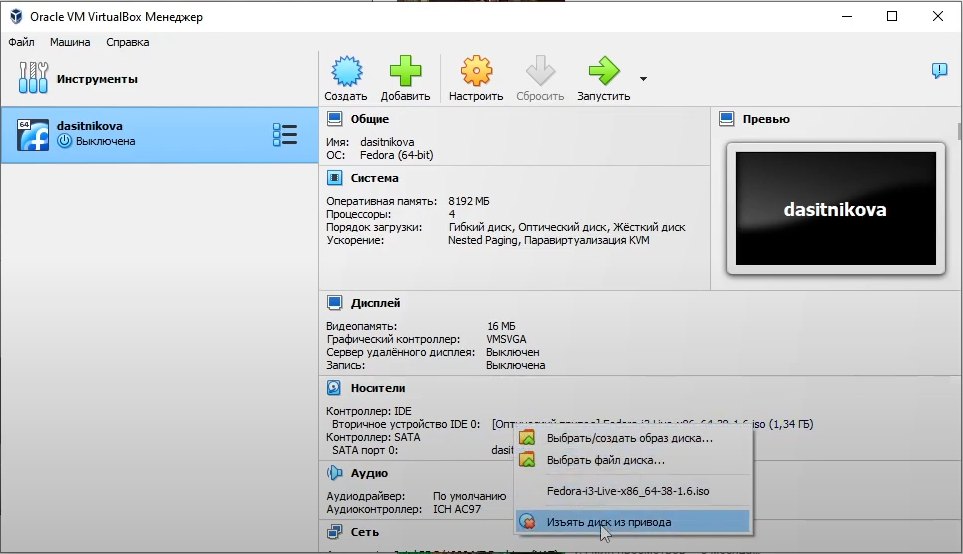 Oracle VM VirtualBox Менеджер
Файл Машина Справка
Инструменты
Создать Добавить Настроить Сбросить Запустить
64
dasitnikova
Выключена
Общие
Имя: dasitnikova
ОС: Fedora (64-bit)
Превью
dasitnikova
Система
Оперативная память: 8192 МБ
Процессоры: 4
Порядок загрузки: Гибкий диск, Оптический диск, Жёсткий диск
Ускорение: Nested Paging, Паравиртуализация KVM
Дисплей
Видеопамять: 16 МБ
Графический контроллер: VMSVGA
Сервер удалённого дисплея: Выключен
Запись: Выключена
Носители
Контроллер: IDE
Вторичное устройство IDE 0: [Оптический привод] Fedora-i3-Live-x86_64-38-1.6.iso (1,34 ГБ)
Контроллер: SATA
SATA порт 0: dasit
Выбрать/создать образ диска...
Выбрать файл диска...
Fedora-i3-Live-x86_64-38-1.6.iso
Изъять диск из привода
Аудио
Аудиодрайвер: По умолчанию
Аудиоконтроллер: ICH AC97
Сеть